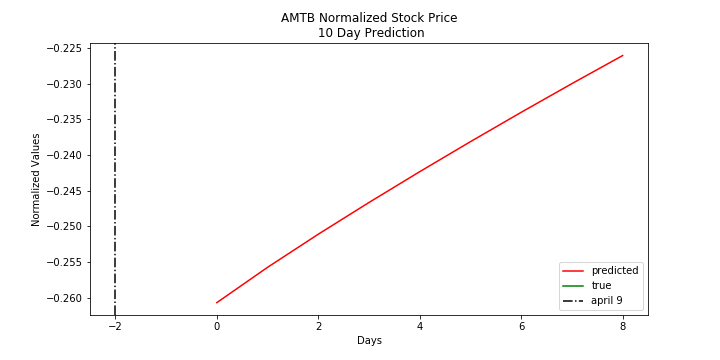 AMTB Normalized Stock Price
10 Day Prediction
−0.225
−0.230
−0.235
−0.240
−0.245
−0.250
−0.255
−0.260
Normalized Values
predicted
true
april 9
−2 0 2 4 6 8
Days